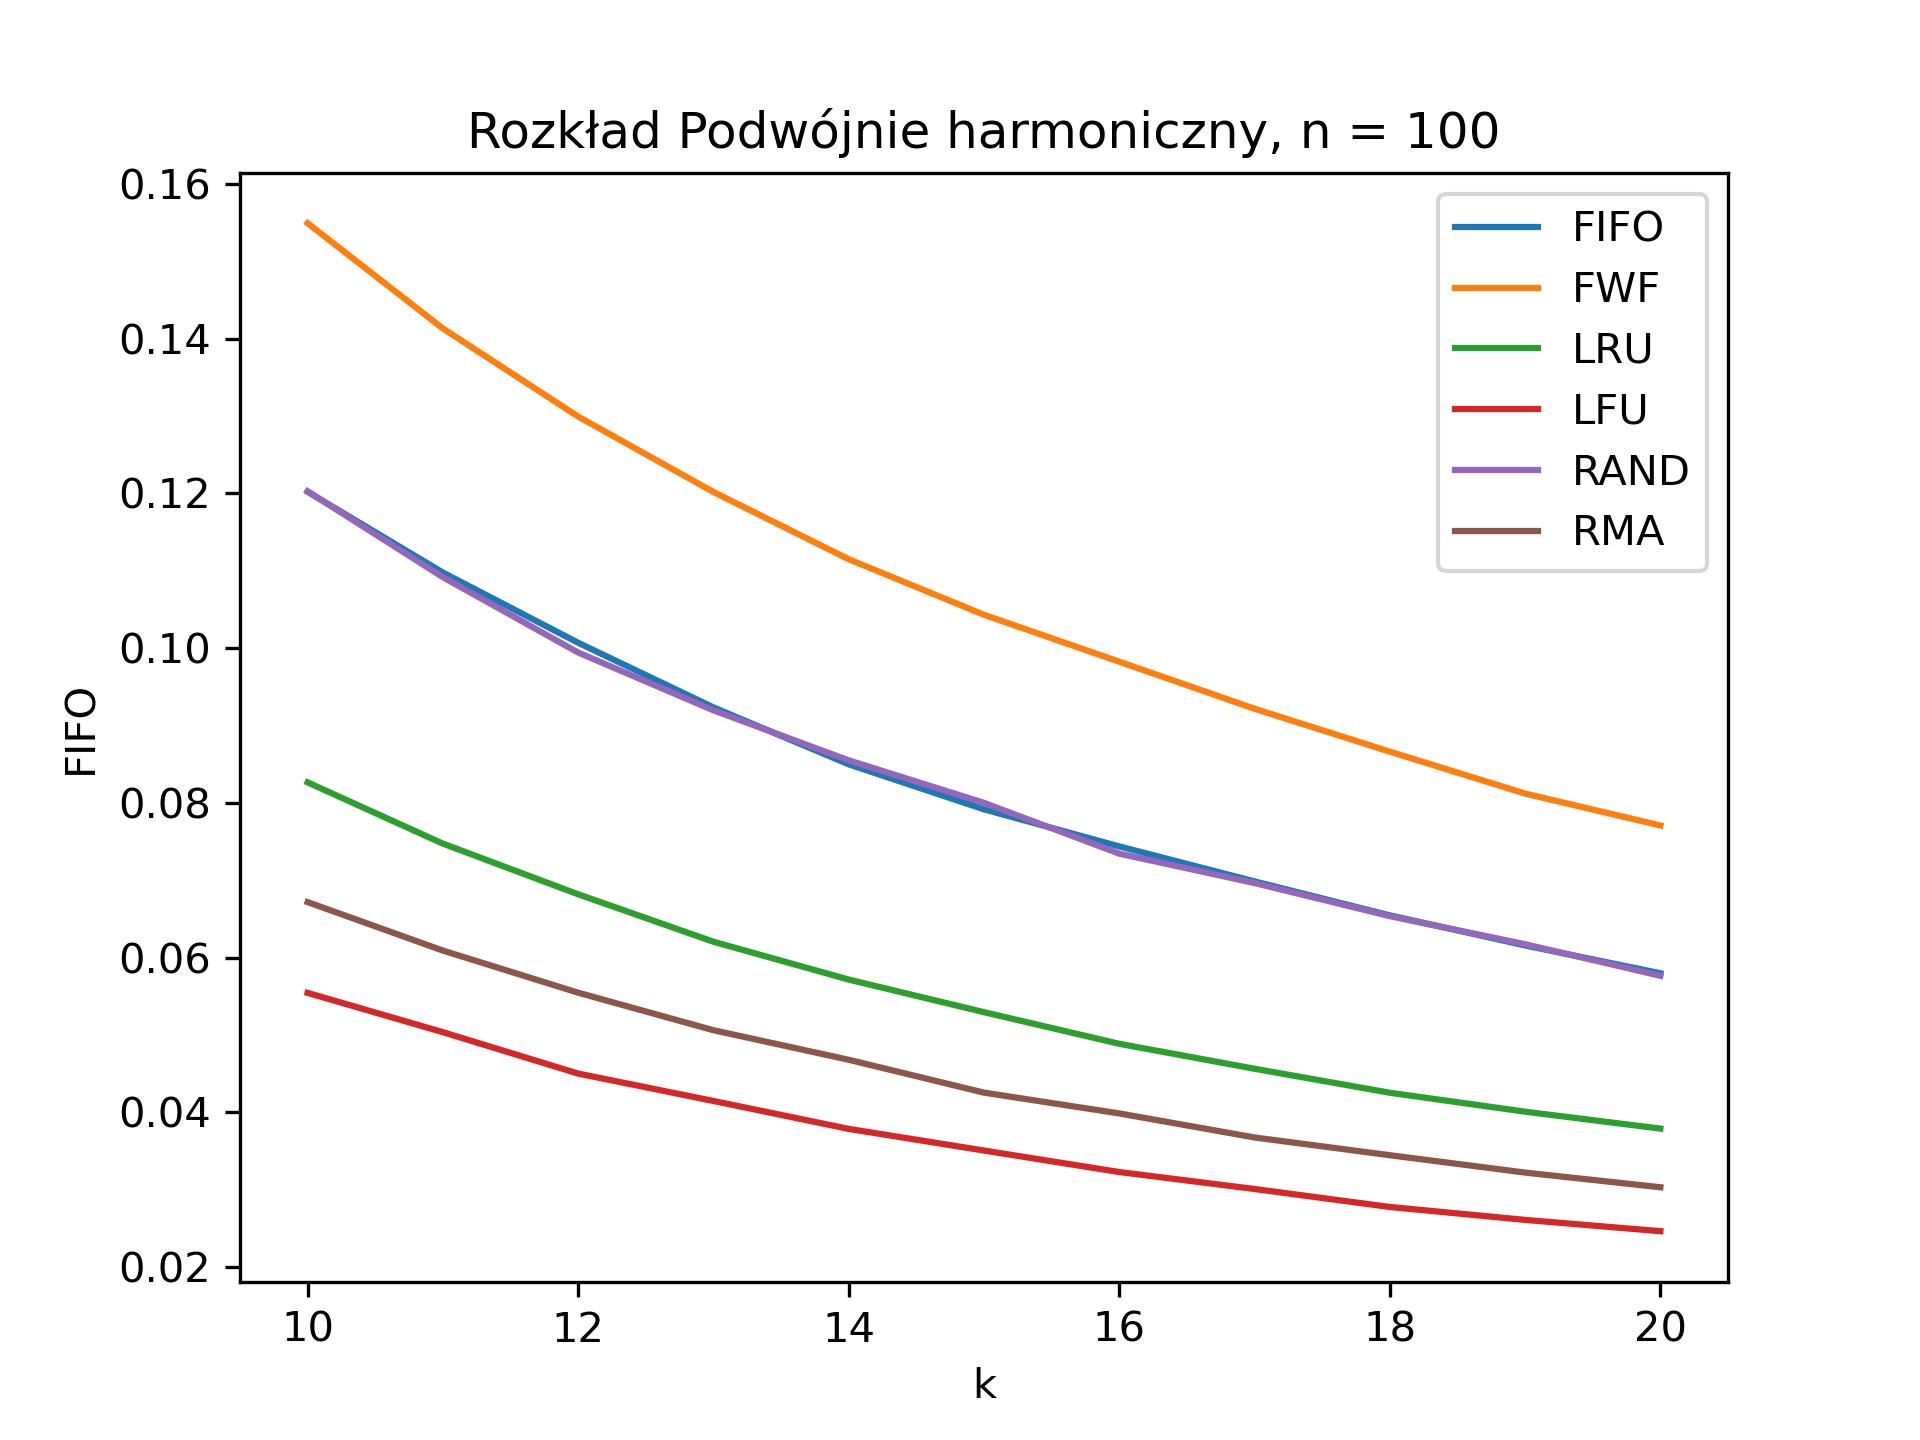 Rozkład Podwójnie harmoniczny, n = 100
0.16
0.14
0.12
0.10
0.08
0.06
0.04
0.02
FIFO
FIFO
FWF
LRU
LFU
RAND
RMA
10 12 14 16 18 20
k